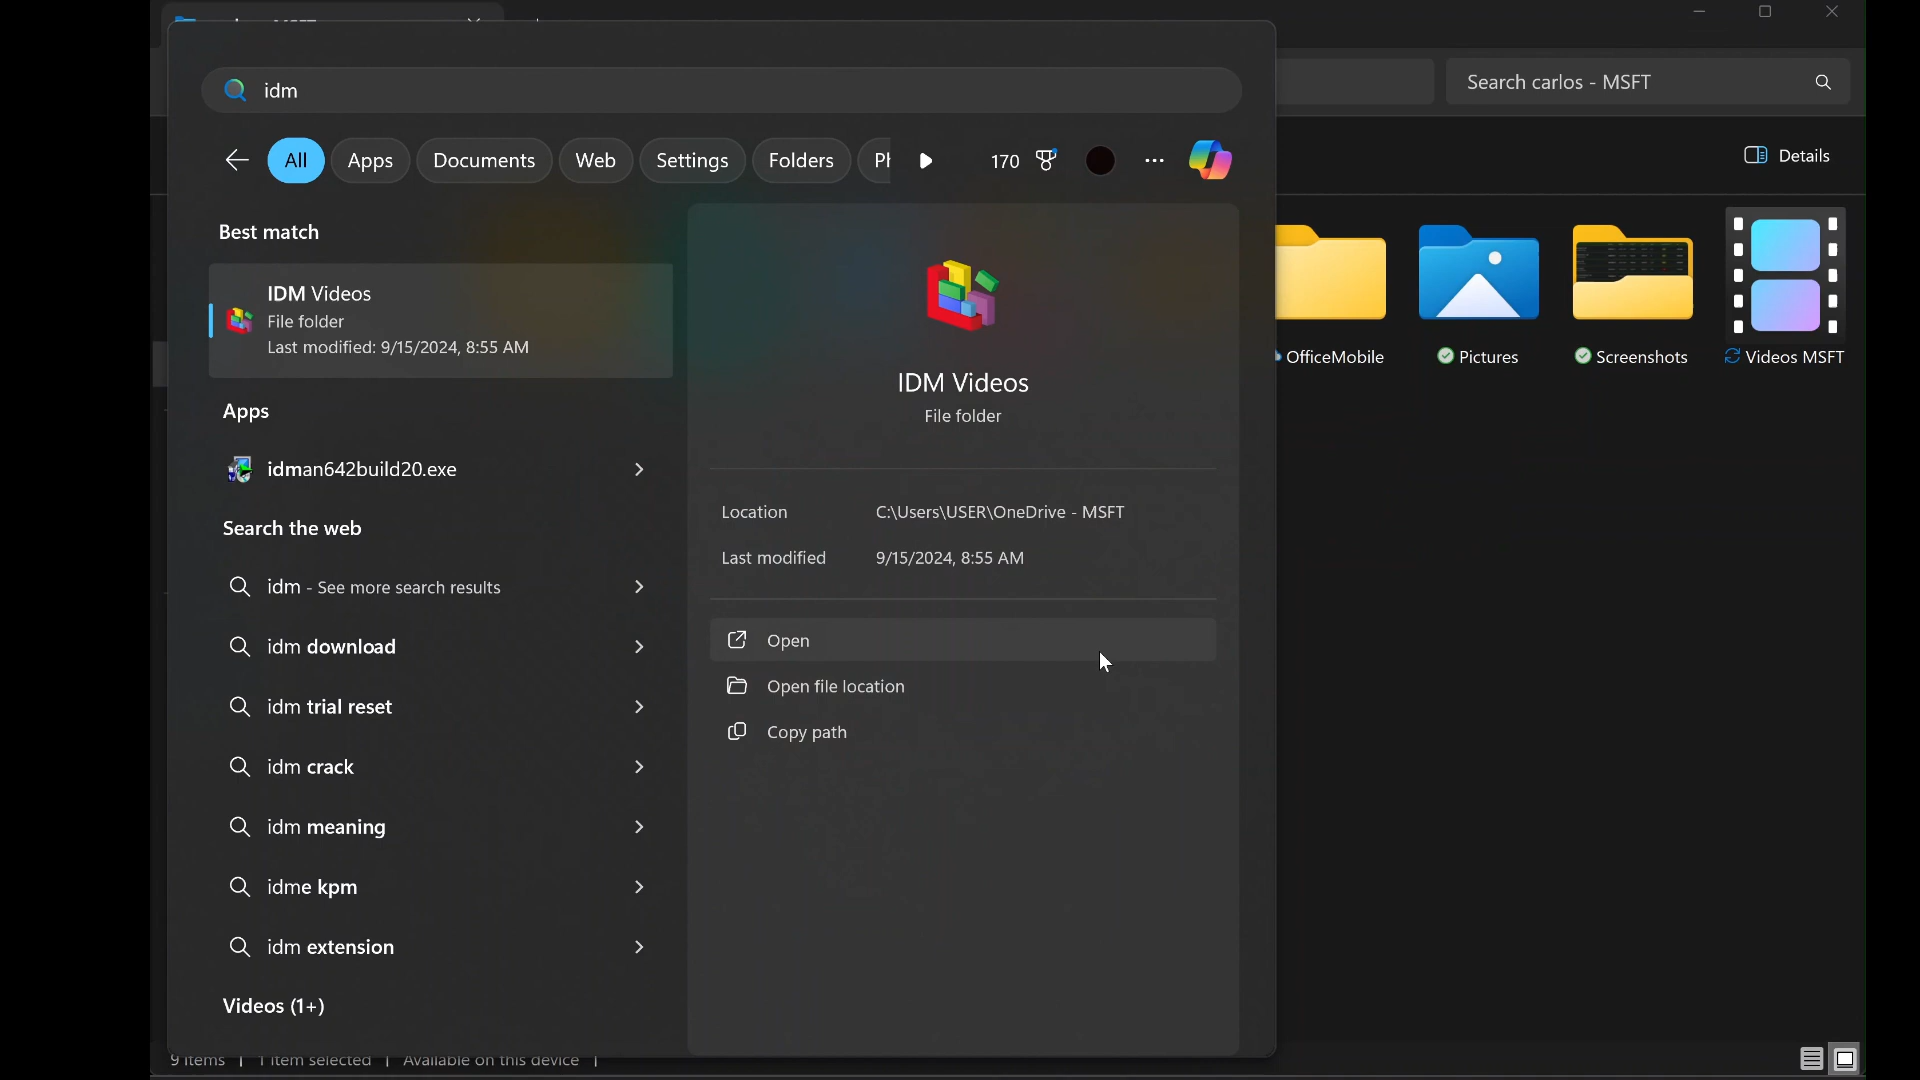 idm
Search carlos - MSFT
All
Apps
Documents
Web
Settings
Folders
170
Details
Best match
IDM Videos
File folder
Last modified: 9/15/2024, 8:55 AM
Apps
idman642build20.exe
Search the web
idm - See more search results
idm download
idm trial reset
idm crack
idm meaning
idme kpm
idm extension
Videos (1+)
IDM Videos
File folder
Location C:\Users\USER\OneDrive - MSFT
Last modified 9/15/2024, 8:55 AM
Open
Open file location
Copy path
OfficeMobile
Pictures
Screenshots
Videos MSFT
9 items
1 item selected
Available on this device